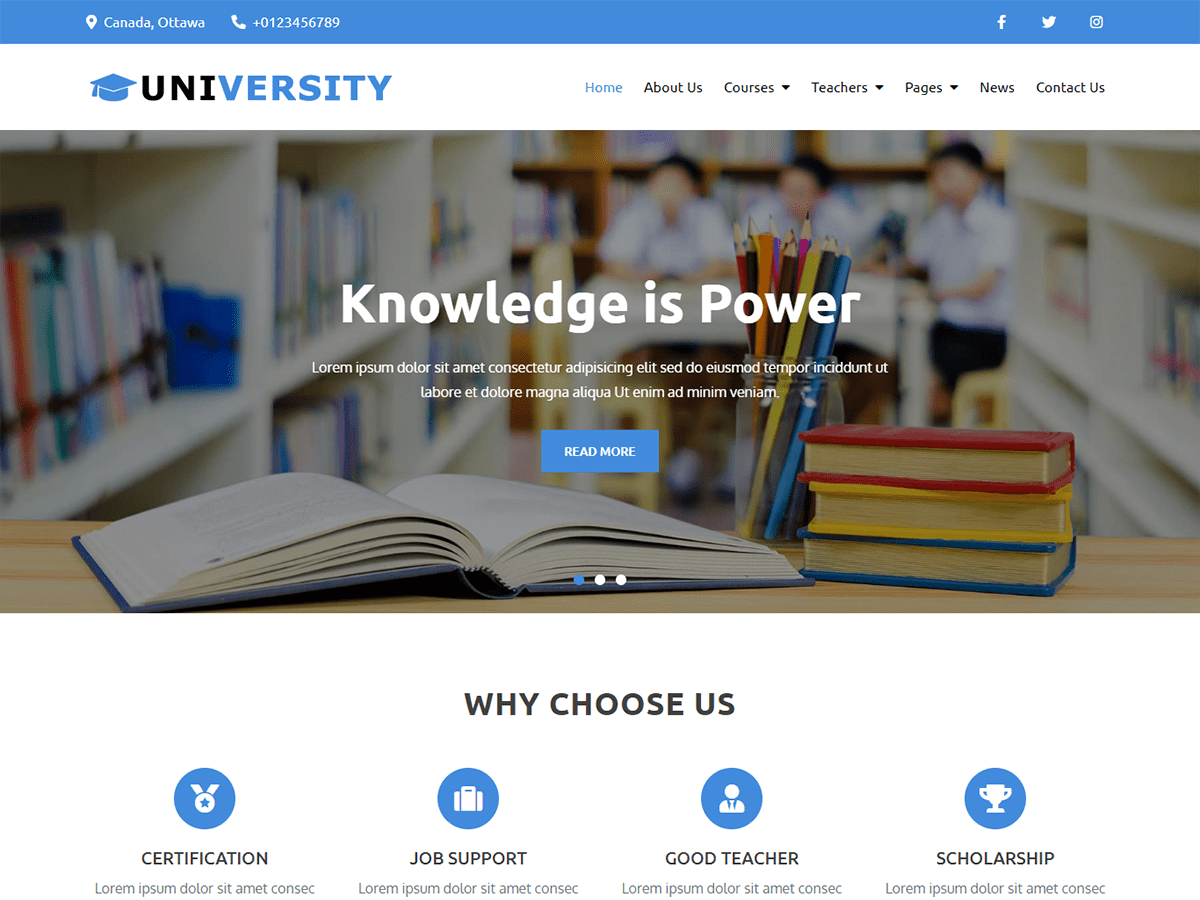 Canada, Ottawa +0123456789
UNIVERSITY
Home About Us Courses Teachers Pages News Contact Us
Knowledge is Power
Lorem ipsum dolor sit amet consectetur adipisicing elit sed do eiusmod tempor inciddunt ut
labore et dolore magna aliqua Ut enim ad minim veniam.
READ MORE
WHY CHOOSE US
CERTIFICATION JOB SUPPORT GOOD TEACHER SCHOLARSHIP
Lorem ipsum dolor sit amet consec Lorem ipsum dolor sit amet consec Lorem ipsum dolor sit amet consec Lorem ipsum dolor sit amet consec